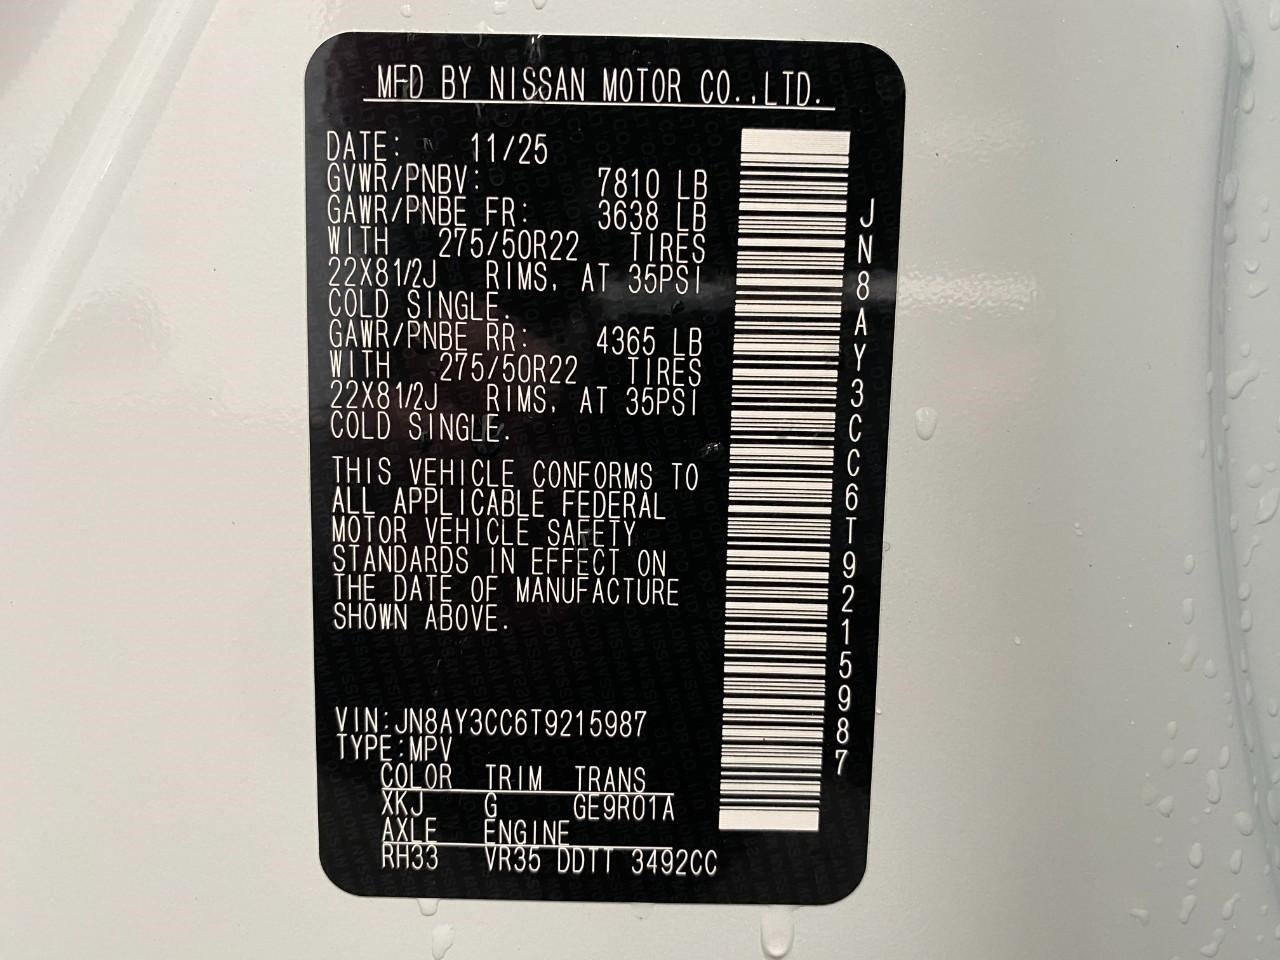 MFD BY NISSAN MOTOR CO.,LTD.
DATE: 11/25
GVWR/PNBV: 7810 LB
GAWR/PNBE FR: 3638 LB
WITH 275/50R22 TIRES
22X81/2J RIMS, AT 35PSI
COLD SINGLE.
GAWR/PNBE RR: 4365 LB
WITH 275/50R22 TIRES
22X81/2J RIMS, AT 35PSI
COLD SINGLE.
THIS VEHICLE CONFORMS TO
ALL APPLICABLE FEDERAL
MOTOR VEHICLE SAFETY
STANDARDS IN EFFECT ON
THE DATE OF MANUFACTURE
SHOWN ABOVE.
VIN:JN8AY3CC6T9215987
TYPE:MPV
COLOR TRIM TRANS
XKJ G GE9R01A
AXLE ENGINE
RH33 VR35 DDTT 3492CC
JN8AY3CC6T9215987